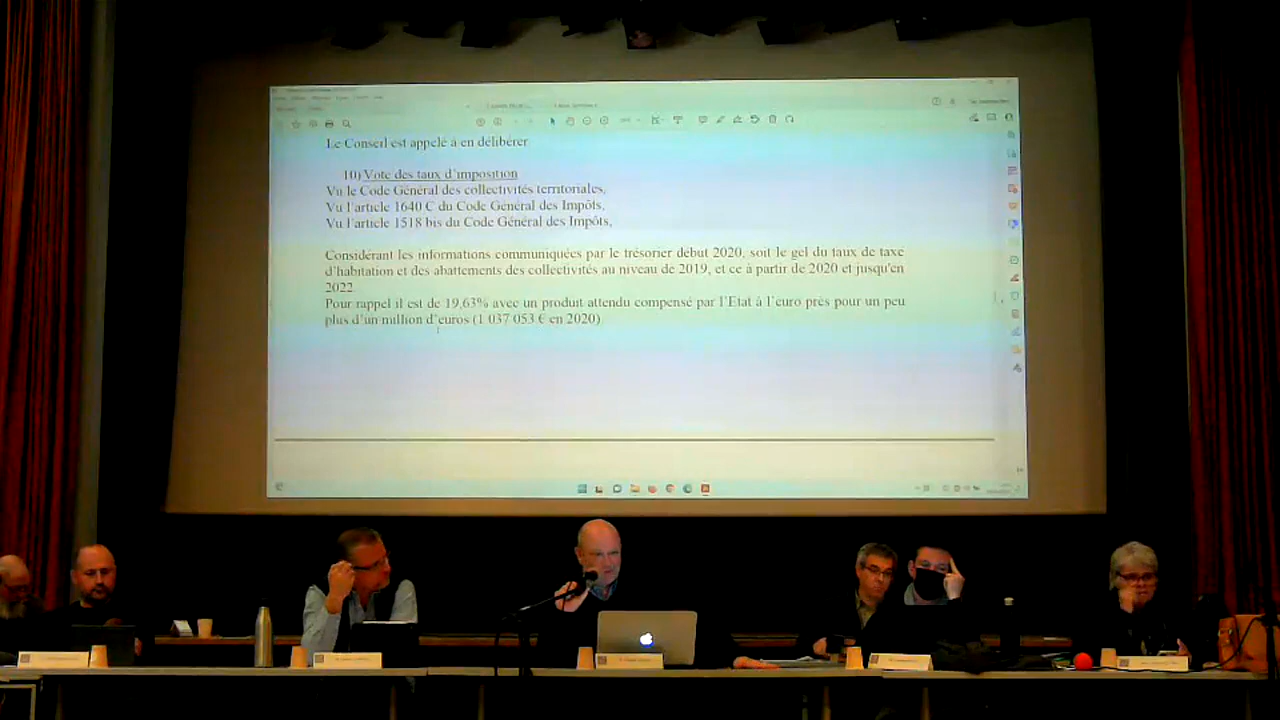 Le Conseil est appelé à en délibérer
10) Vote des taux d'imposition
Vu le Code Général des collectivités territoriales,
Vu l'article 1640 C du Code Général des Impôts,
Vu l'article 1518 bis du Code Général des Impôts,
Considérant les informations communiquées par le trésorier début 2020, soit le gel du taux de taxe
d'habitation et des abattements des collectivités au niveau de 2019, et ce à partir de 2020 et jusqu'en
2022
Pour rappel il est de 19,63% avec un produit attendu compensé par l'Etat à l'euro près pour un peu
plus d'un million d'euros (1 037 053 € en 2020)